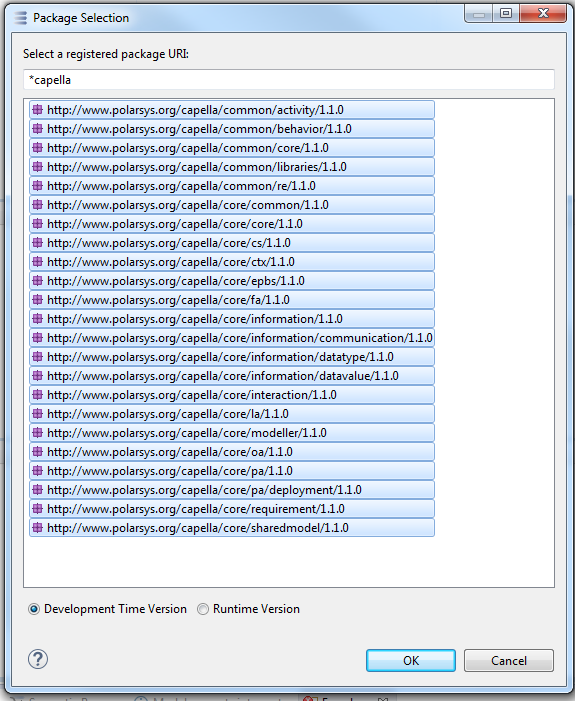 Package Selection
Select a registered package URI:
*capella
http://www.polarsys.org/capella/common/activity/1.1.0
http://www.polarsys.org/capella/common/behavior/1.1.0
http://www.polarsys.org/capella/common/core/1.1.0
http://www.polarsys.org/capella/common/libraries/1.1.0
http://www.polarsys.org/capella/common/re/1.1.0
http://www.polarsys.org/capella/core/common/1.1.0
http://www.polarsys.org/capella/core/core/1.1.0
http://www.polarsys.org/capella/core/cs/1.1.0
http://www.polarsys.org/capella/core/ctx/1.1.0
http://www.polarsys.org/capella/core/epbs/1.1.0
http://www.polarsys.org/capella/core/fa/1.1.0
http://www.polarsys.org/capella/core/information/1.1.0
http://www.polarsys.org/capella/core/information/communication/1.1.0
http://www.polarsys.org/capella/core/information/datatype/1.1.0
http://www.polarsys.org/capella/core/information/datavalue/1.1.0
http://www.polarsys.org/capella/core/interaction/1.1.0
http://www.polarsys.org/capella/core/la/1.1.0
http://www.polarsys.org/capella/core/modeller/1.1.0
http://www.polarsys.org/capella/core/oa/1.1.0
http://www.polarsys.org/capella/core/pa/1.1.0
http://www.polarsys.org/capella/core/pa/deployment/1.1.0
http://www.polarsys.org/capella/core/requirement/1.1.0
http://www.polarsys.org/capella/core/sharedmodel/1.1.0
Development Time Version Runtime Version
? OK Cancel